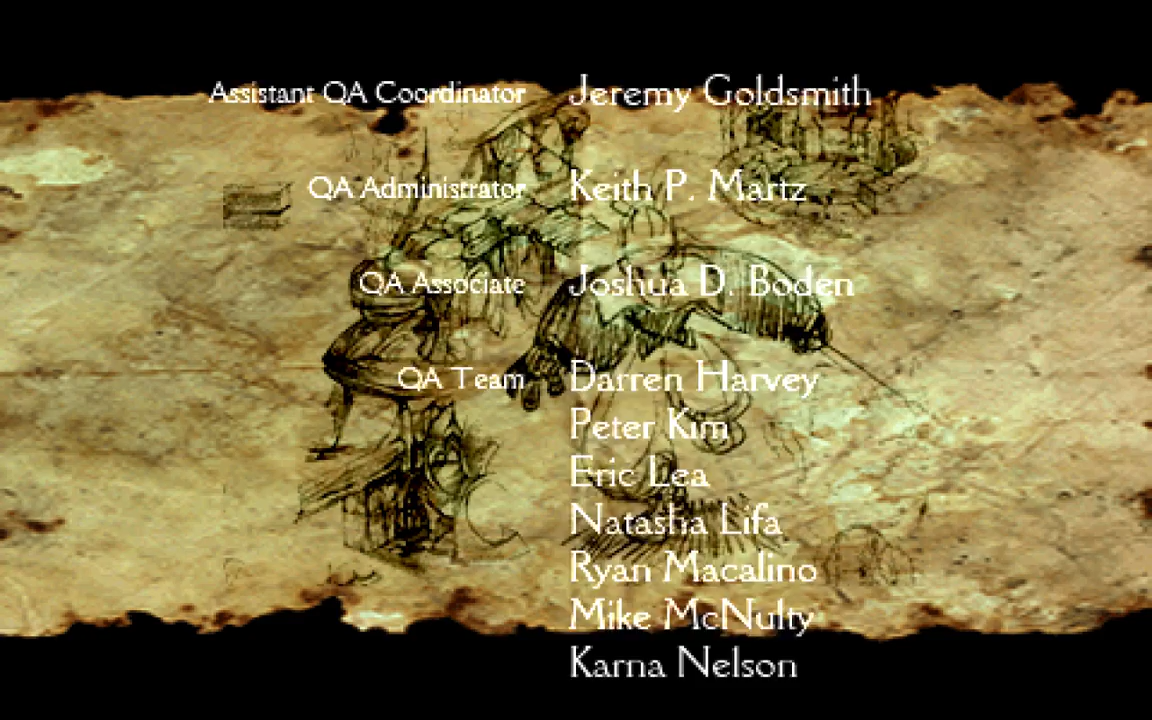 Assistant QA Coordinator Jeremy Goldsmith
QA Administrator Keith P. Martz
QA Associate Joshua D. Boden
QA Team Darren Harvey
Peter Kim
Eric Lea
Natasha Lifa
Ryan Macalino
Mike McNulty
Karna Nelson